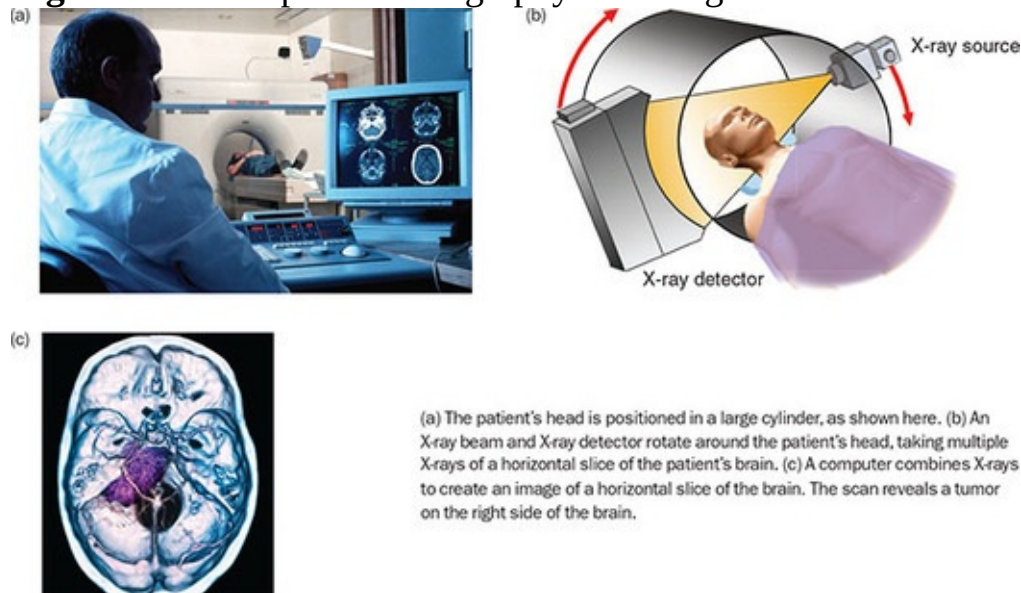 (a)
(b)
X-ray source
X-ray detector
(c)
(a) The patient's head is positioned in a large cylinder, as shown here. (b) An
X-ray beam and X-ray detector rotate around the patient's head, taking multiple
X-rays of a horizontal slice of the patient's brain. (c) A computer combines X-rays
to create an image of a horizontal slice of the brain. The scan reveals a tumor
on the right side of the brain.